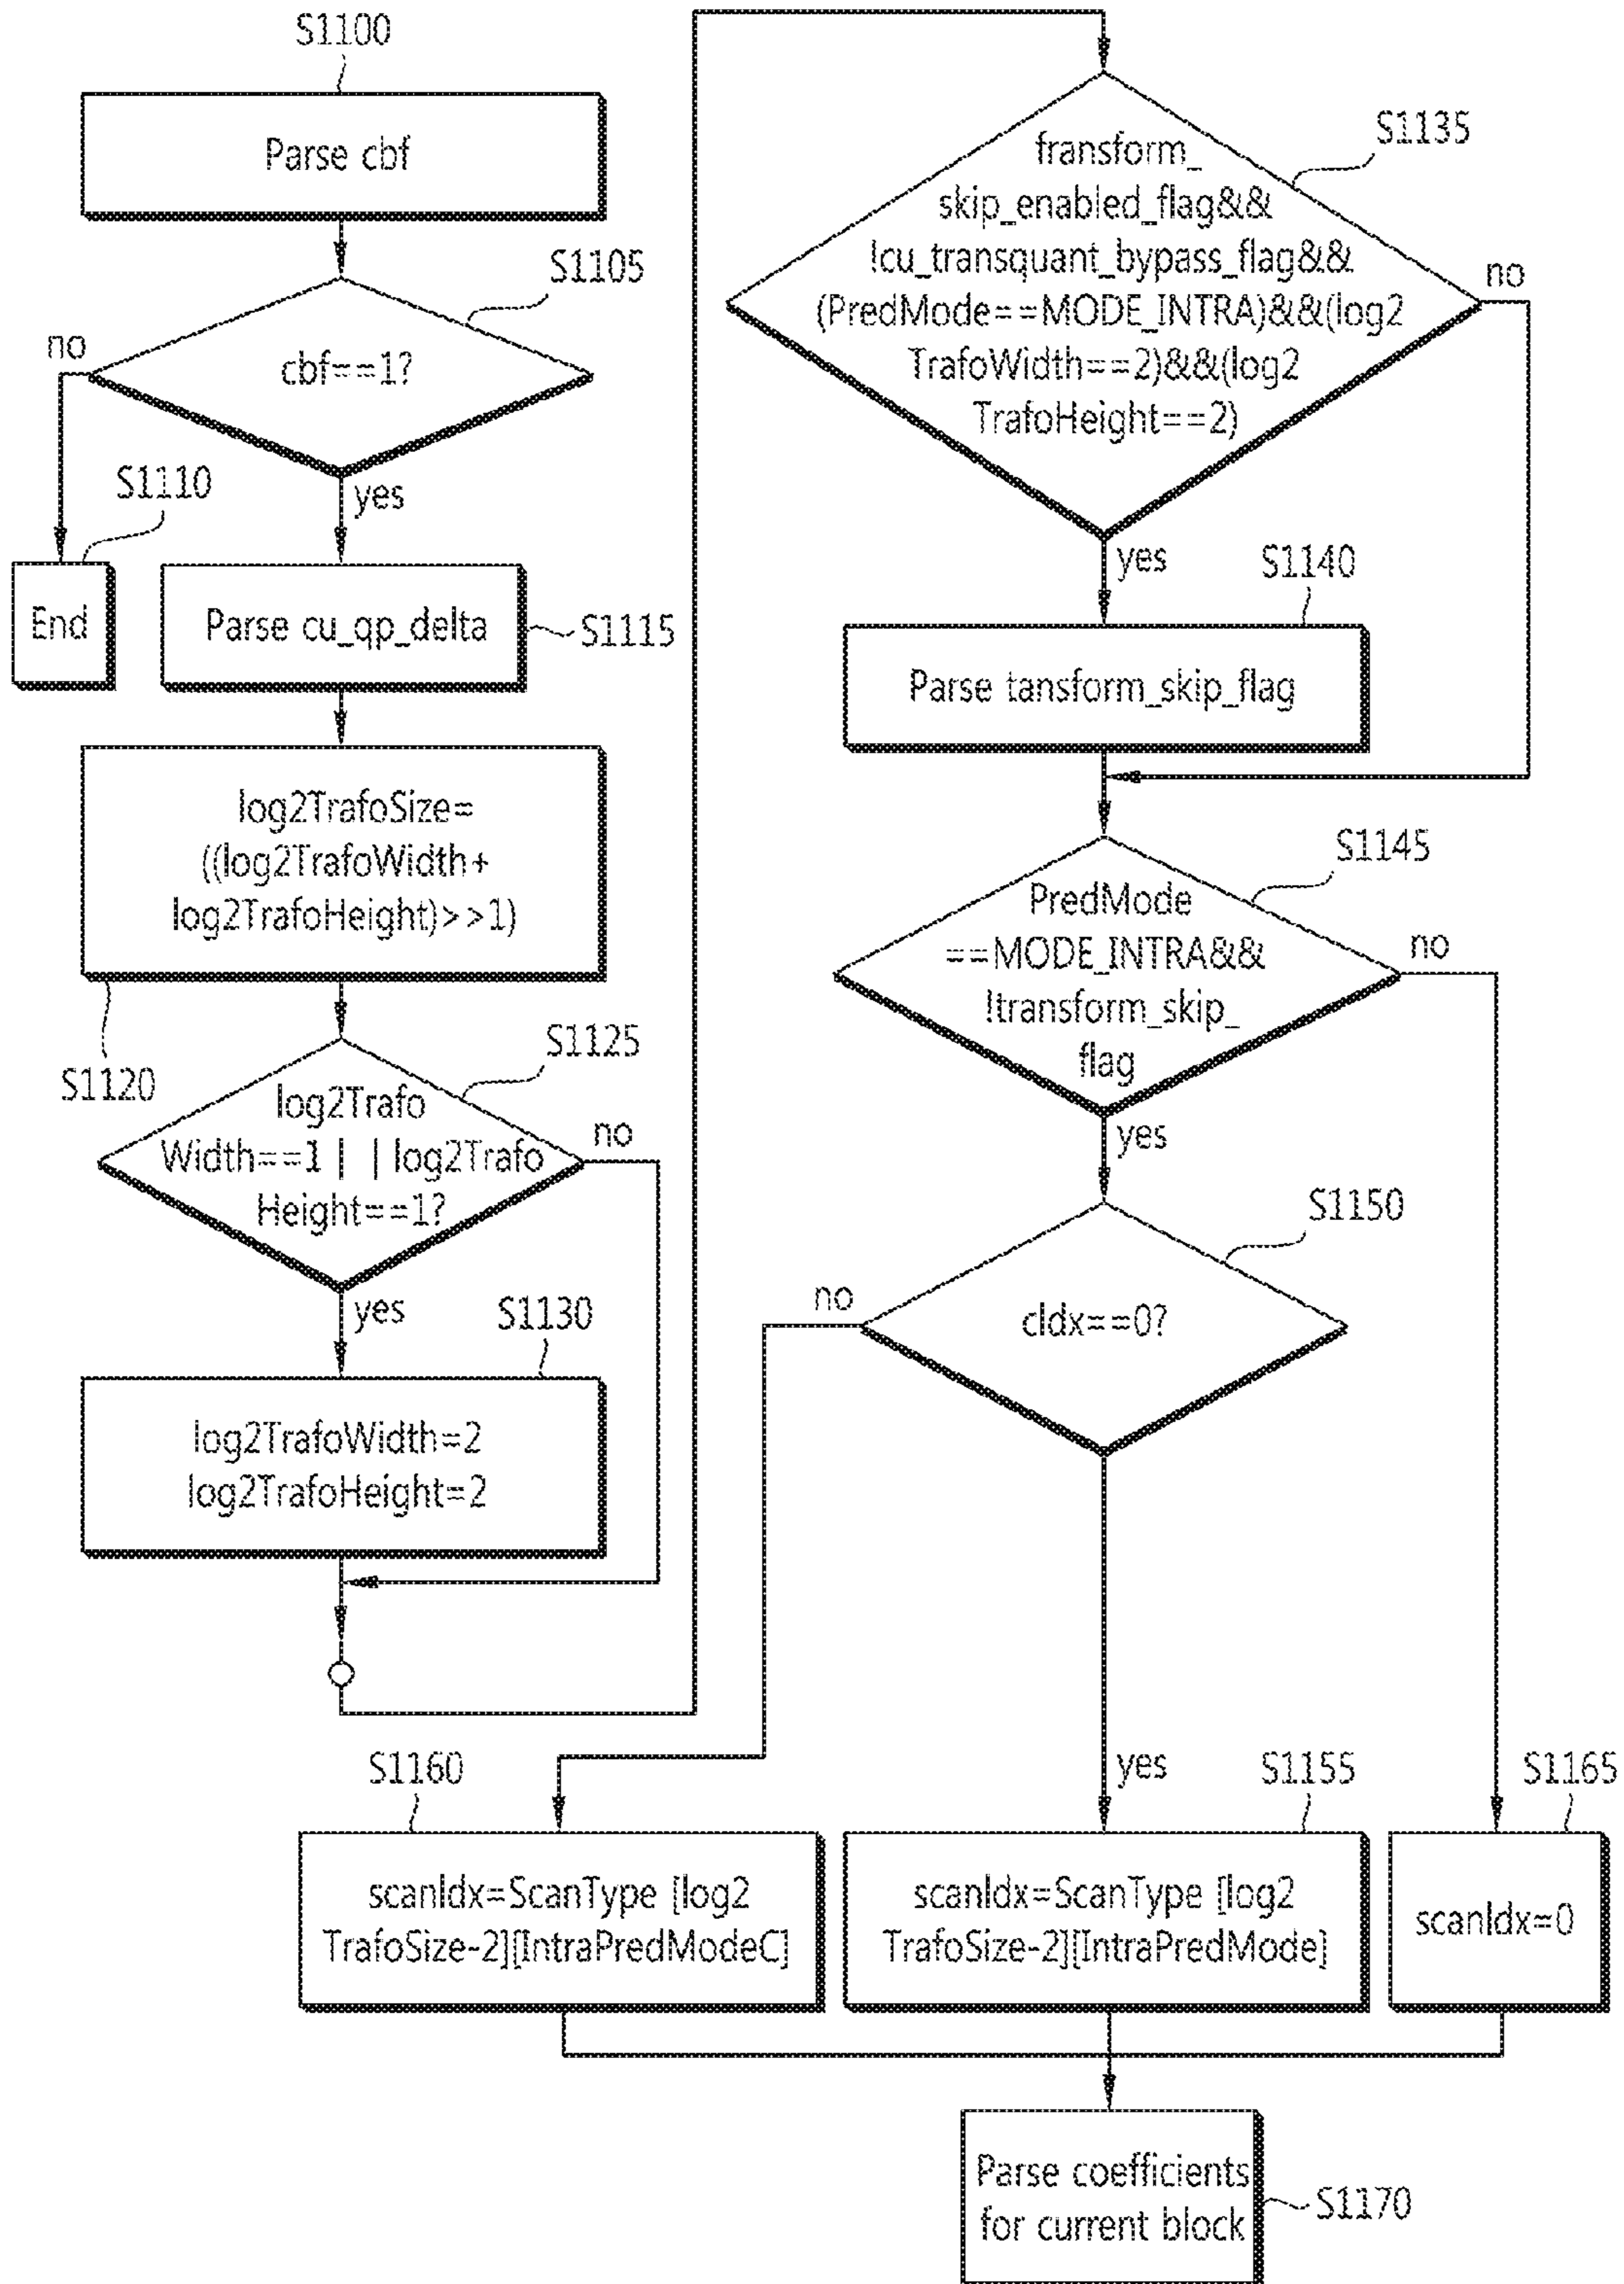 S1100
Parse cbf
S1105
cbf==1?
no
yes
S1110
End
Parse cu_qp_delta
S1115
log2TrafoSize=
((log2TrafoWidth+
log2TrafoHeight)>>1)
S1120
S1125
log2Trafo
Width==1 | | log2Trafo
Height==1?
no
yes
S1130
log2TrafoWidth=2
log2TrafoHeight=2
S1135
fransform_
skip_enabled_flag&&
!cu_transquant_bypass_flag&&
(PredMode==MODE_INTRA)&&(log2
TrafoWidth==2)&&(log2
TrafoHeight==2)
no
yes
S1140
Parse tansform_skip_flag
S1145
PredMode
==MODE_INTRA&&
!transform_skip_
flag
no
yes
S1150
cIdx==0?
no
yes
S1160
scanIdx=ScanType [log2
TrafoSize-2][IntraPredModeC]
S1155
scanIdx=ScanType [log2
TrafoSize-2][IntraPredMode]
S1165
scanIdx=0
Parse coefficients
for current block
S1170